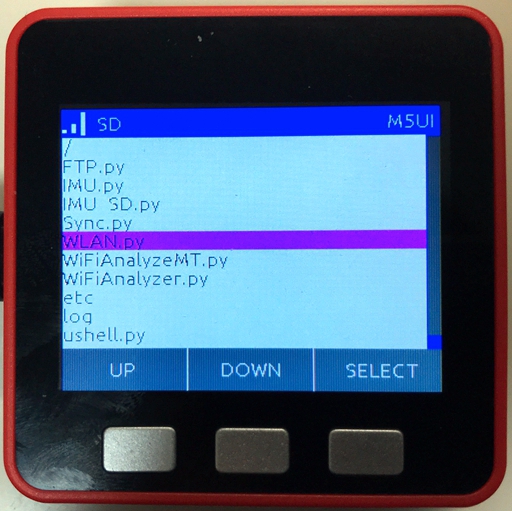 SD M5UI
/
FTP.py
IMU.py
IMU_SD.py
Sync.py
WLAN.py
WiFiAnalyzeMT.py
WiFiAnalyzer.py
etc
log
ushell.py
UP DOWN SELECT